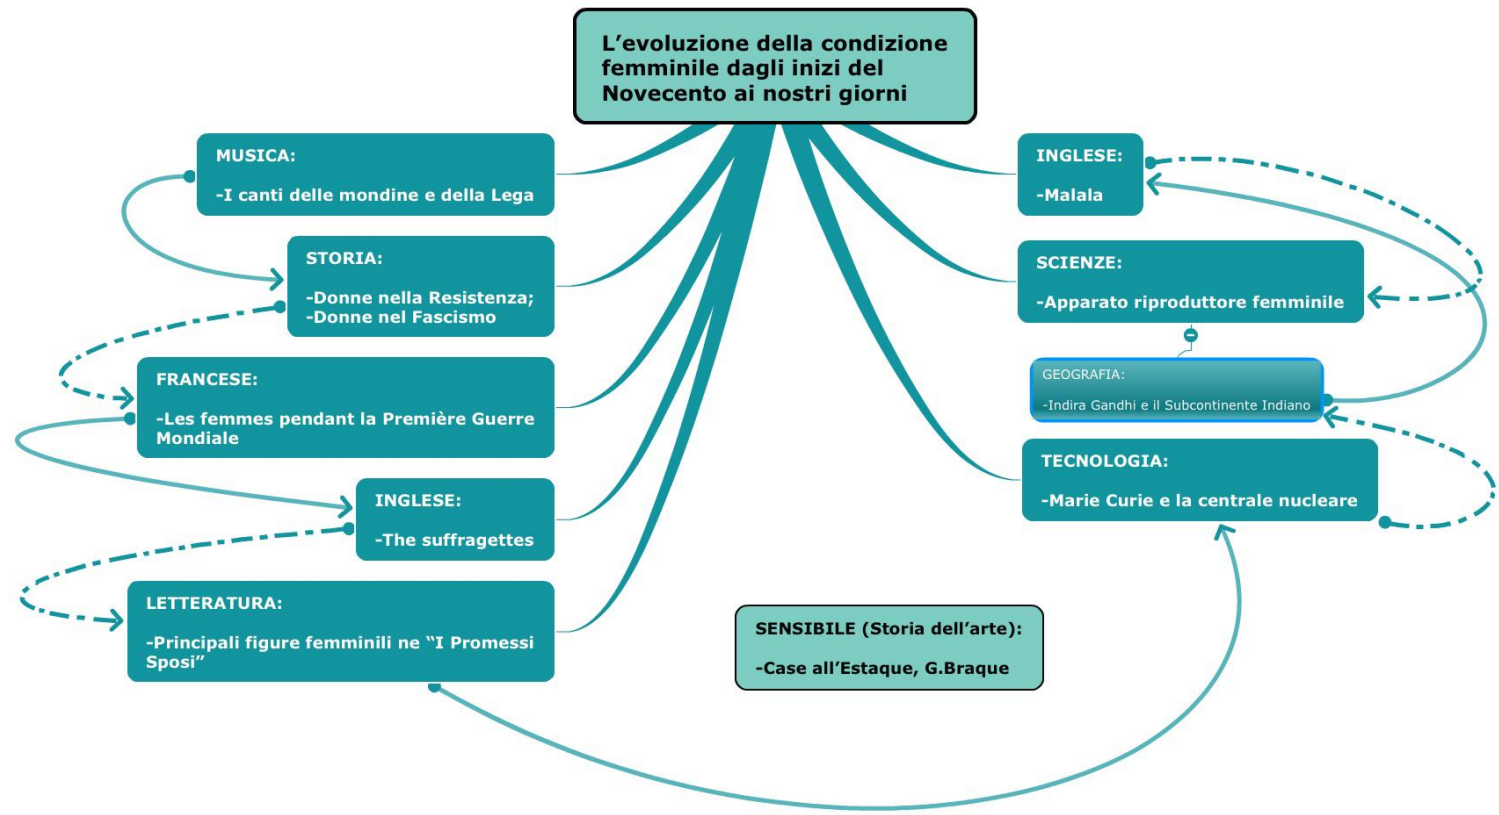 L’evoluzione della condizione
femminile dagli inizi del
Novecento ai nostri giorni
MUSICA:
-I canti delle mondine e della Lega
STORIA:
-Donne nella Resistenza;
-Donne nel Fascismo
FRANCESE:
-Les femmes pendant la Première Guerre
Mondiale
INGLESE:
-The suffragettes
LETTERATURA:
-Principali figure femminili ne “I Promessi
Sposi”
INGLESE:
-Malala
SCIENZE:
-Apparato riproduttore femminile
GEOGRAFIA:
-Indira Gandhi e il Subcontinente Indiano
TECNOLOGIA:
-Marie Curie e la centrale nucleare
SENSIBILE (Storia dell’arte):
-Case all’Estaque, G.Braque